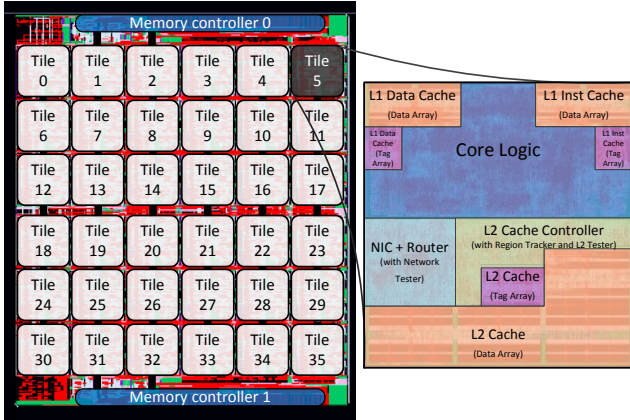 Memory controller 0
Tile 0
Tile 1
Tile 2
Tile 3
Tile 4
Tile 5
Tile 6
Tile 7
Tile 8
Tile 9
Tile 10
Tile 11
Tile 12
Tile 13
Tile 14
Tile 15
Tile 16
Tile 17
Tile 18
Tile 19
Tile 20
Tile 21
Tile 22
Tile 23
Tile 24
Tile 25
Tile 26
Tile 27
Tile 28
Tile 29
Tile 30
Tile 31
Tile 32
Tile 33
Tile 34
Tile 35
Memory controller 1
L1 Data Cache
(Data Array)
L1 Inst Cache
(Data Array)
L1 Data
Cache
(Tag
Array)
Core Logic
L1 Inst
Cache
(Tag
Array)
NIC + Router
(with Network
Tester)
L2 Cache Controller
(with Region Tracker and L2 Tester)
L2 Cache
(Tag Array)
L2 Cache
(Data Array)